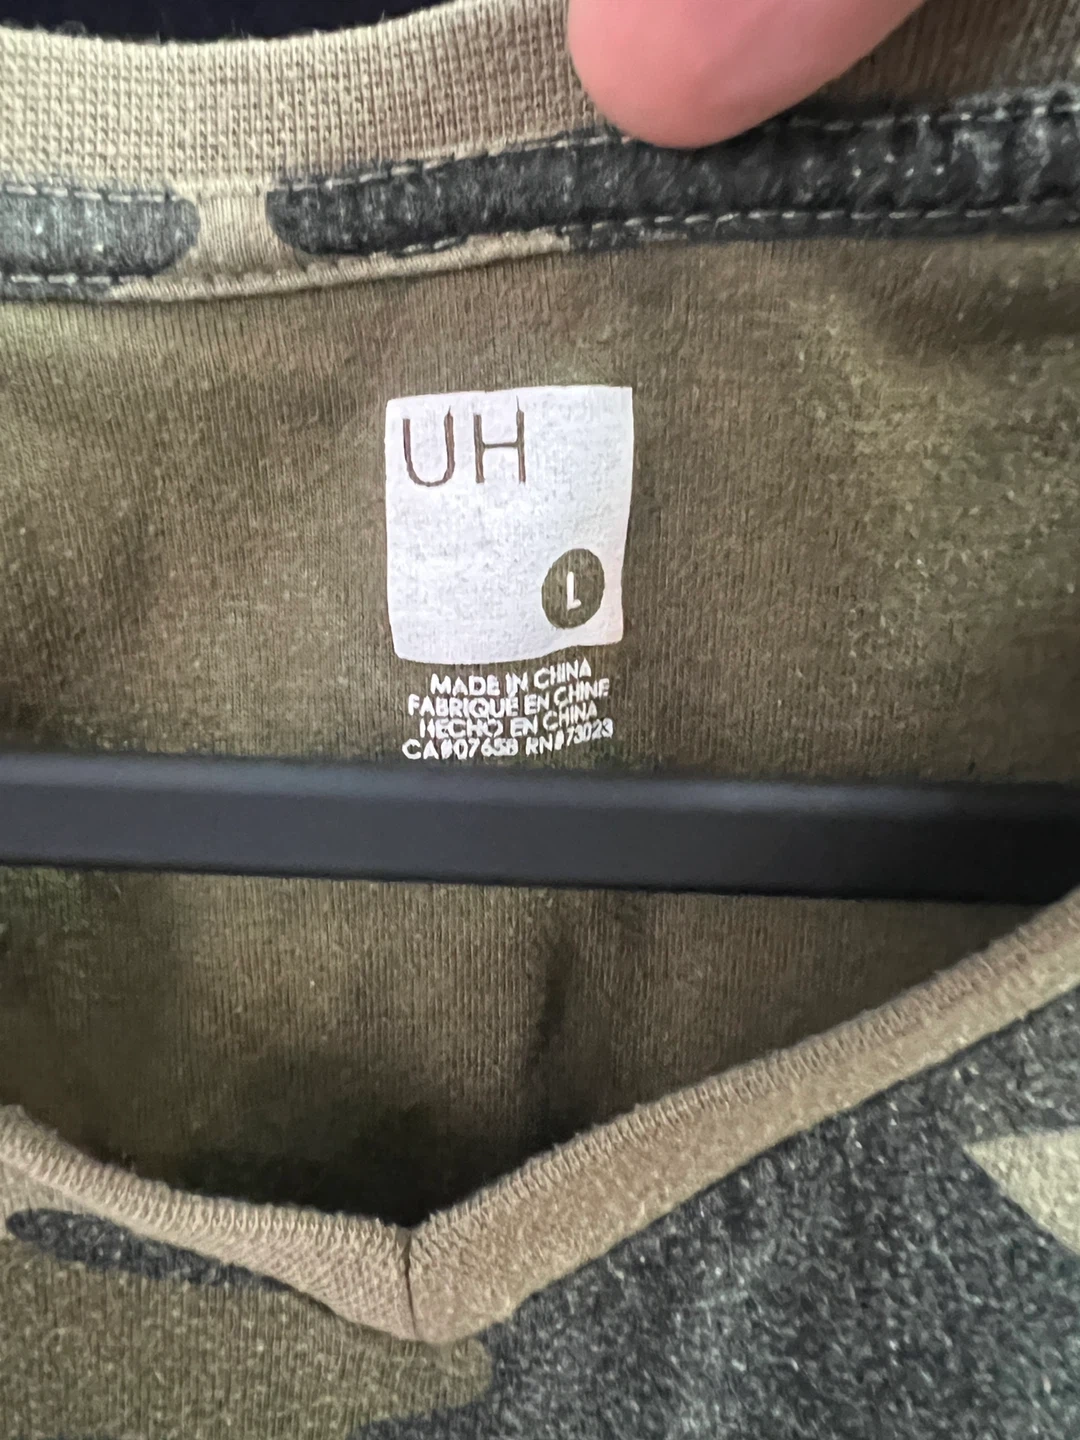 UH
L
MADE IN CHINA
FABRIQUÉ EN CHINE
HECHO EN CHINA
CA#07658 RN#73023